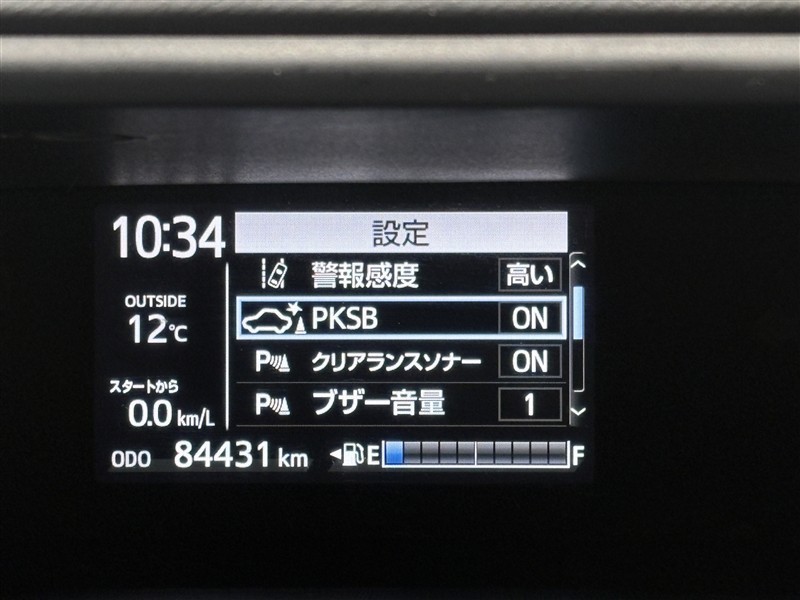 10:34
設定
警報感度 高い
OUTSIDE
12℃
PKSB ON
P クリアランスソナー ON
スタートから
0.0 km/L
P ブザー音量 1
ODO 84431 km E F